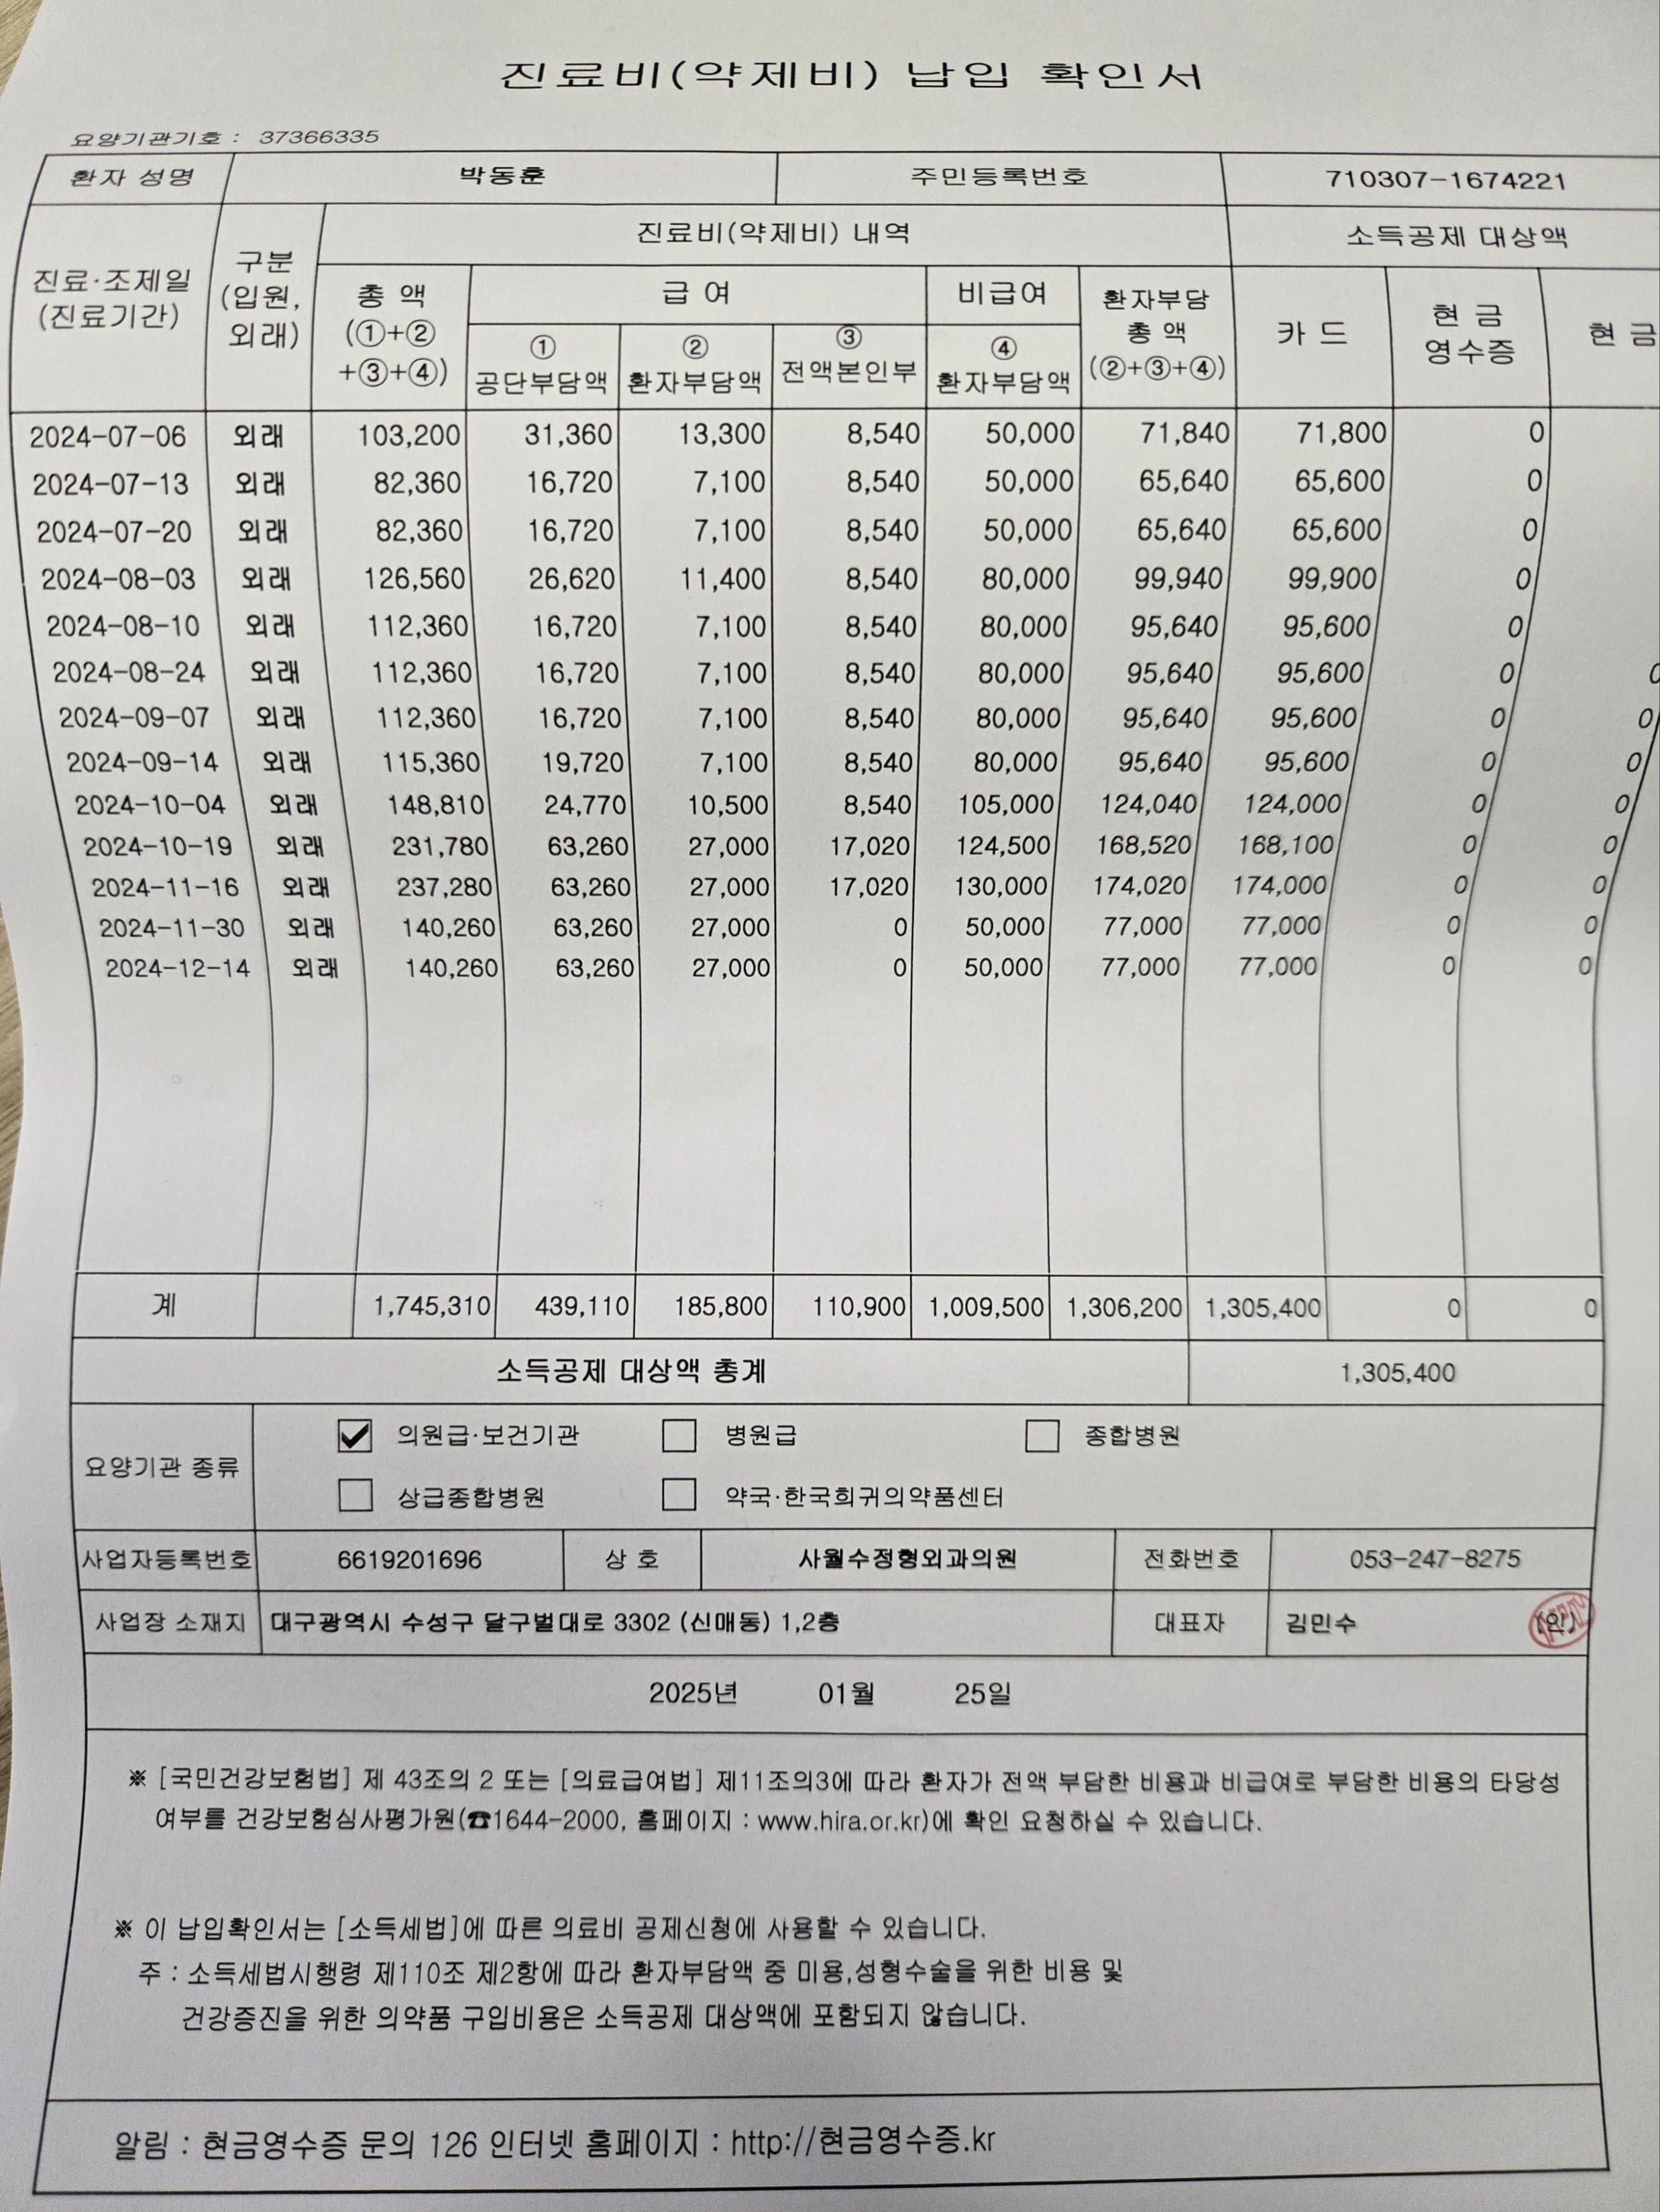 진료비(약제비) 납입 확인서
요양기관기호 : 37366335
환자 성명 박동훈 주민등록번호 710307-1674221
진료·조제일 (진료기간) 구분 (입원, 외래) 진료비(약제비) 내역 소득공제 대상액
총 액 (①+② +③+④) 급 여 비급여 환자부담 총 액 (②+③+④) 카 드 현 금 영수증 현 금
① 공단부담액 ② 환자부담액 ③ 전액본인부 ④ 환자부담액
2024-07-06 외래 103,200 31,360 13,300 8,540 50,000 71,840 71,800 0
2024-07-13 외래 82,360 16,720 7,100 8,540 50,000 65,640 65,600 0
2024-07-20 외래 82,360 16,720 7,100 8,540 50,000 65,640 65,600 0
2024-08-03 외래 126,560 26,620 11,400 8,540 80,000 99,940 99,900 0
2024-08-10 외래 112,360 16,720 7,100 8,540 80,000 95,640 95,600 0
2024-08-24 외래 112,360 16,720 7,100 8,540 80,000 95,640 95,600 0 0
2024-09-07 외래 112,360 16,720 7,100 8,540 80,000 95,640 95,600 0 0
2024-09-14 외래 115,360 19,720 7,100 8,540 80,000 95,640 95,600 0 0
2024-10-04 외래 148,810 24,770 10,500 8,540 105,000 124,040 124,000 0 0
2024-10-19 외래 231,780 63,260 27,000 17,020 124,500 168,520 168,100 0 0
2024-11-16 외래 237,280 63,260 27,000 17,020 130,000 174,020 174,000 0 0
2024-11-30 외래 140,260 63,260 27,000 0 50,000 77,000 77,000 0 0
2024-12-14 외래 140,260 63,260 27,000 0 50,000 77,000 77,000 0 0
계 1,745,310 439,110 185,800 110,900 1,009,500 1,306,200 1,305,400 0 0
소득공제 대상액 총계 1,305,400
요양기관 종류 의원급·보건기관 병원급 종합병원
상급종합병원 약국·한국희귀의약품센터
사업자등록번호 6619201696 상 호 사월수정형외과의원 전화번호 053-247-8275
사업장 소재지 대구광역시 수성구 달구벌대로 3302 (신매동) 1,2층 대표자 김민수 (인)
2025년 01월 25일
※ [국민건강보험법] 제 43조의 2 또는 [의료급여법] 제11조의3에 따라 환자가 전액 부담한 비용과 비급여로 부담한 비용의 타당성
여부를 건강보험심사평가원(☎1644-2000, 홈페이지 : www.hira.or.kr)에 확인 요청하실 수 있습니다.
※ 이 납입확인서는 [소득세법]에 따른 의료비 공제신청에 사용할 수 있습니다.
주 : 소득세법시행령 제110조 제2항에 따라 환자부담액 중 미용,성형수술을 위한 비용 및
건강증진을 위한 의약품 구입비용은 소득공제 대상액에 포함되지 않습니다.
알림 : 현금영수증 문의 126 인터넷 홈페이지 : http://현금영수증.kr